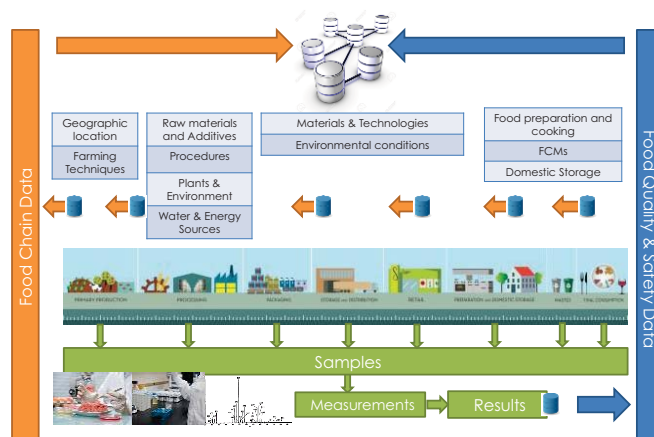 Food Chain Data
Geographic
location
Farming
Techniques
Raw materials
and Additives
Procedures
Plants &
Environment
Water & Energy
Sources
Materials & Technologies
Environmental conditions
Food preparation and
cooking
FCMs
Domestic Storage
Food Quality & Safety Data
PRIMARY PRODUCTION
PROCESSING
PACKAGING
STORAGE AND DISTRIBUTION
RETAIL
PREPARATION AND DOMESTIC STORAGE
WASTES
FINAL CONSUMPTION
Samples
Measurements
Results